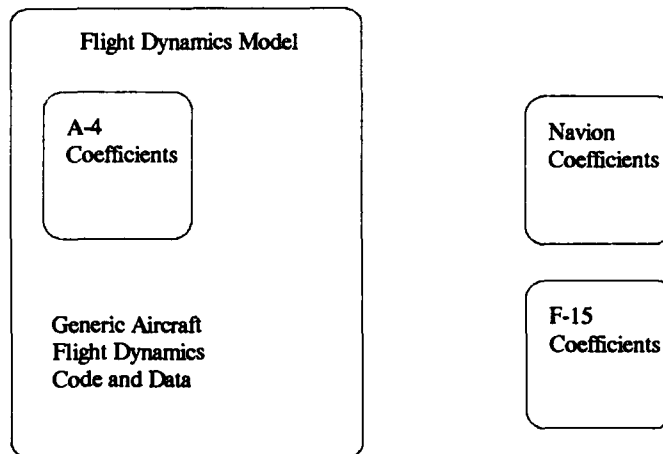 Flight Dynamics Model
A-4
Coefficients
Generic Aircraft
Flight Dynamics
Code and Data
Navion
Coefficients
F-15
Coefficients